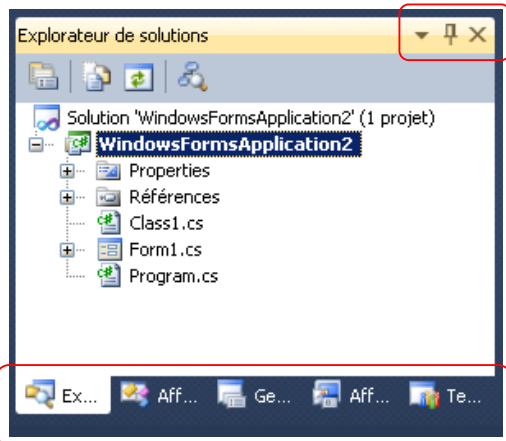 Explorateur de solutions
Solution 'WindowsFormsApplication2' (1 projet)
WindowsFormsApplication2
Properties
Références
Class1.cs
Form1.cs
Program.cs
Ex... Aff... Ge... Aff... Te...